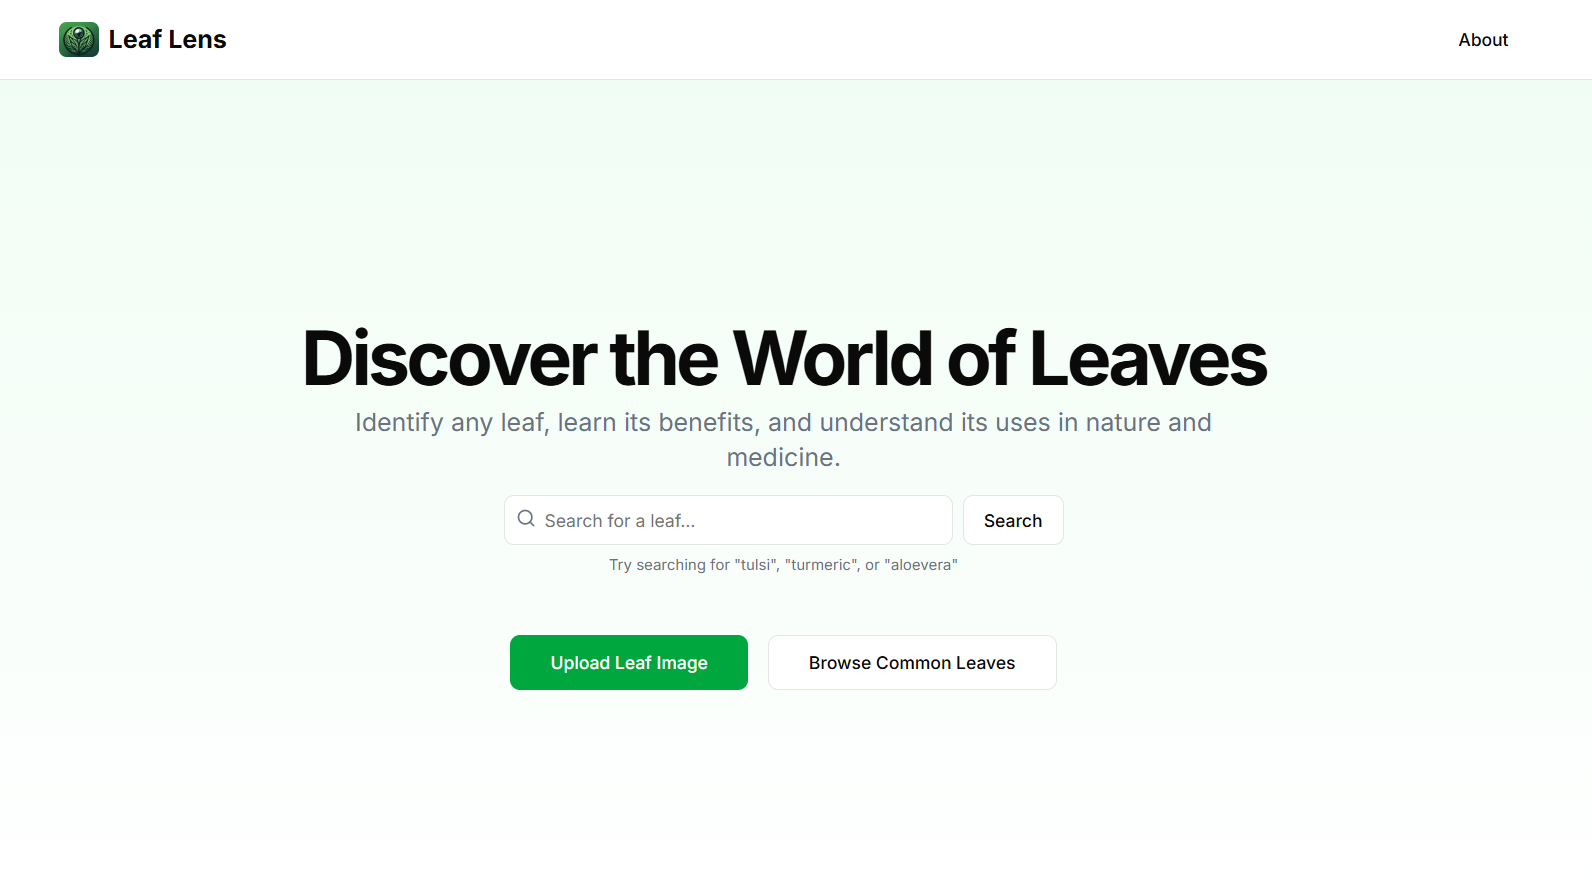 Leaf Lens
About
Discover the World of Leaves
Identify any leaf, learn its benefits, and understand its uses in nature and
medicine.
Search for a leaf...
Search
Try searching for "tulsi", "turmeric", or "aloevera"
Upload Leaf Image
Browse Common Leaves